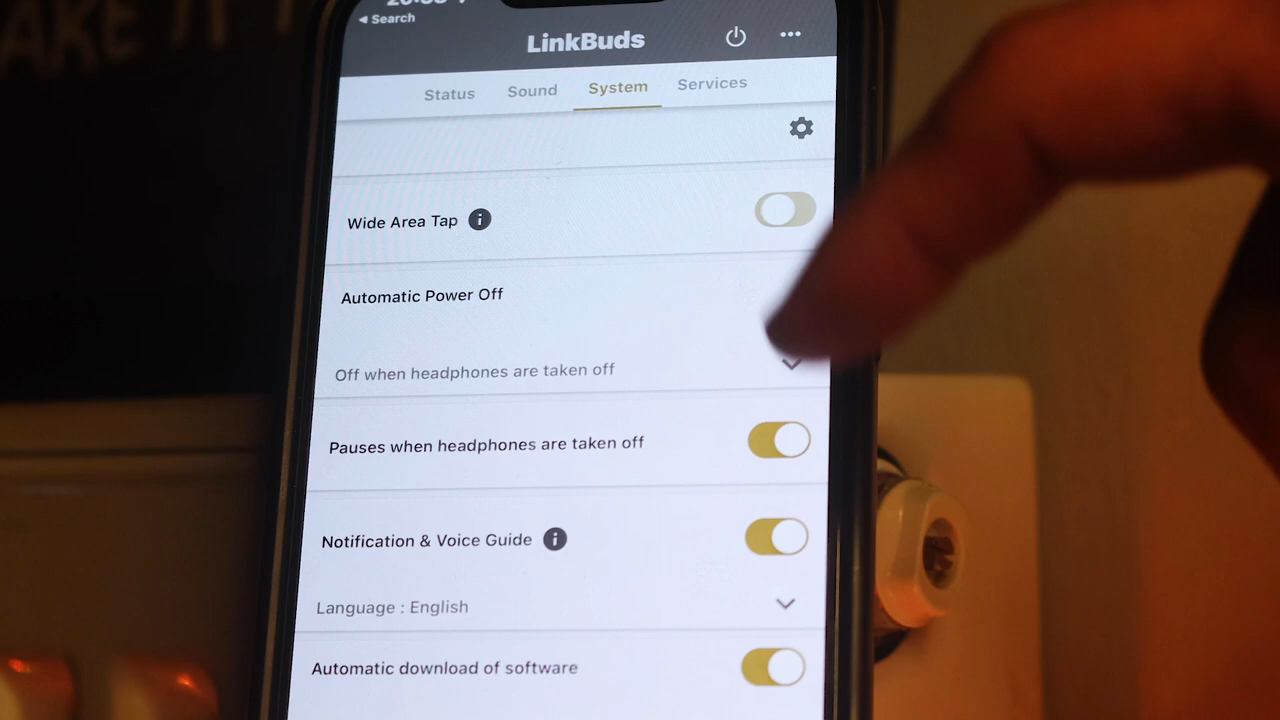 ◄ Search
LinkBuds
Status Sound System Services
Wide Area Tap
Automatic Power Off
Off when headphones are taken off
Pauses when headphones are taken off
Notification & Voice Guide
Language : English
Automatic download of software